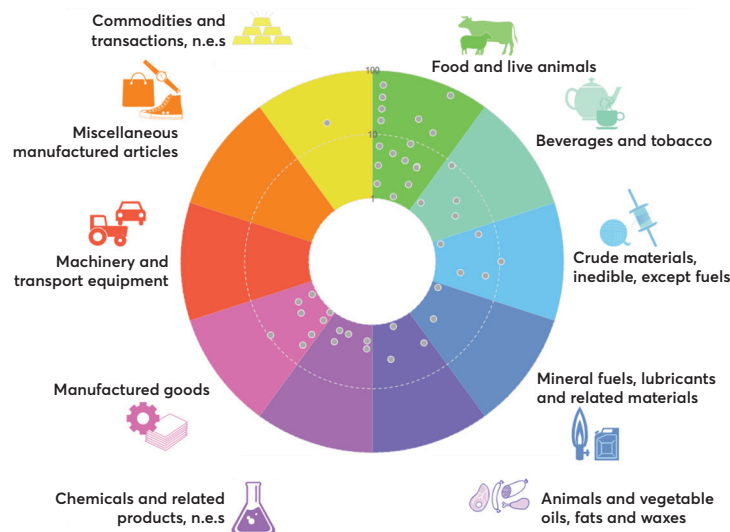 Commodities and
transactions, n.e.s
Food and live animals
Miscellaneous
manufactured articles
Beverages and tobacco
100
10
1
Machinery and
transport equipment
Crude materials,
inedible, except fuels
Manufactured goods
Mineral fuels, lubricants
and related materials
Chemicals and related
products, n.e.s
Animals and vegetable
oils, fats and waxes